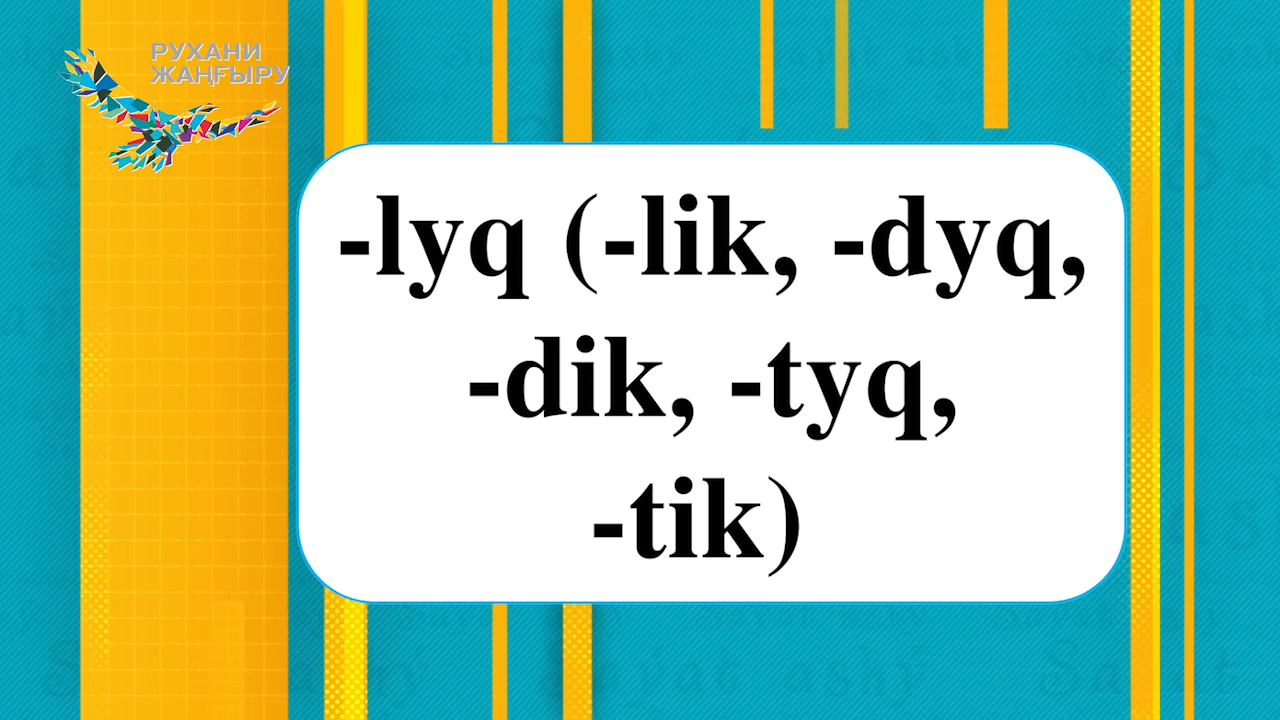 РУХАНИ
ЖАҢҒЫРУ
-lyq (-lik, -dyq,
-dik, -tyq,
-tik)